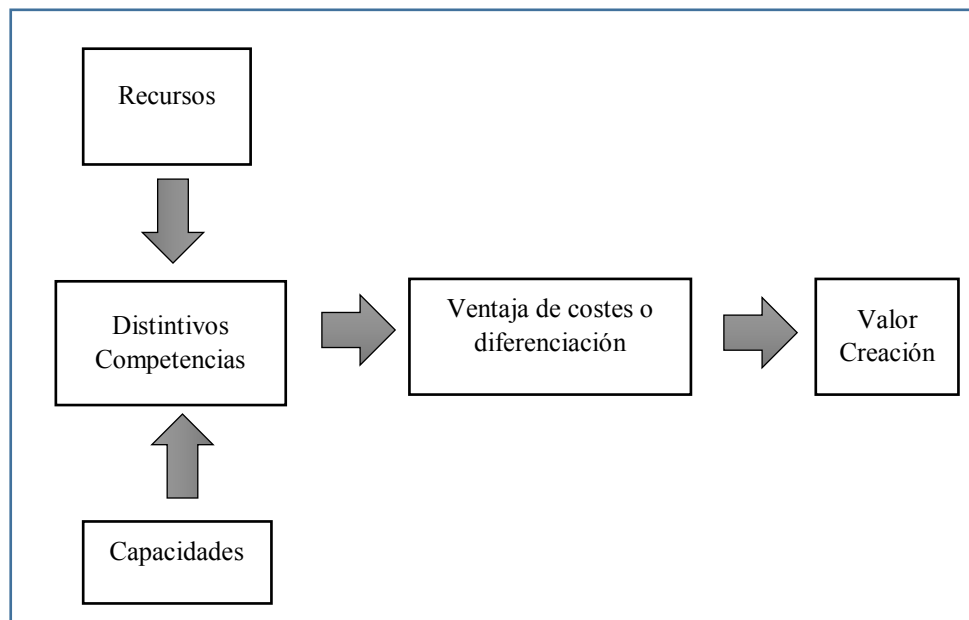 Recursos
Distintivos
Competencias
Ventaja de costes o
diferenciación
Valor
Creación
Capacidades